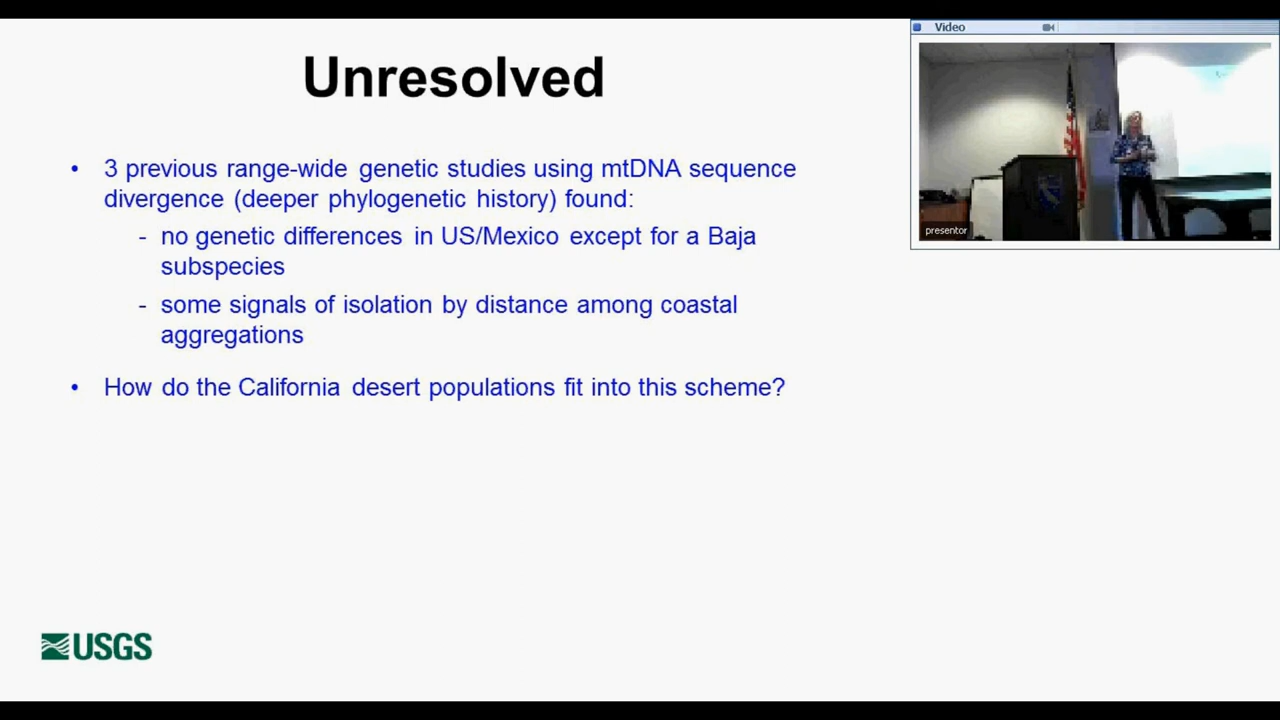 Unresolved
• 3 previous range-wide genetic studies using mtDNA sequence
divergence (deeper phylogenetic history) found:
- no genetic differences in US/Mexico except for a Baja
subspecies
- some signals of isolation by distance among coastal
aggregations
• How do the California desert populations fit into this scheme?
USGS
Video
presentor